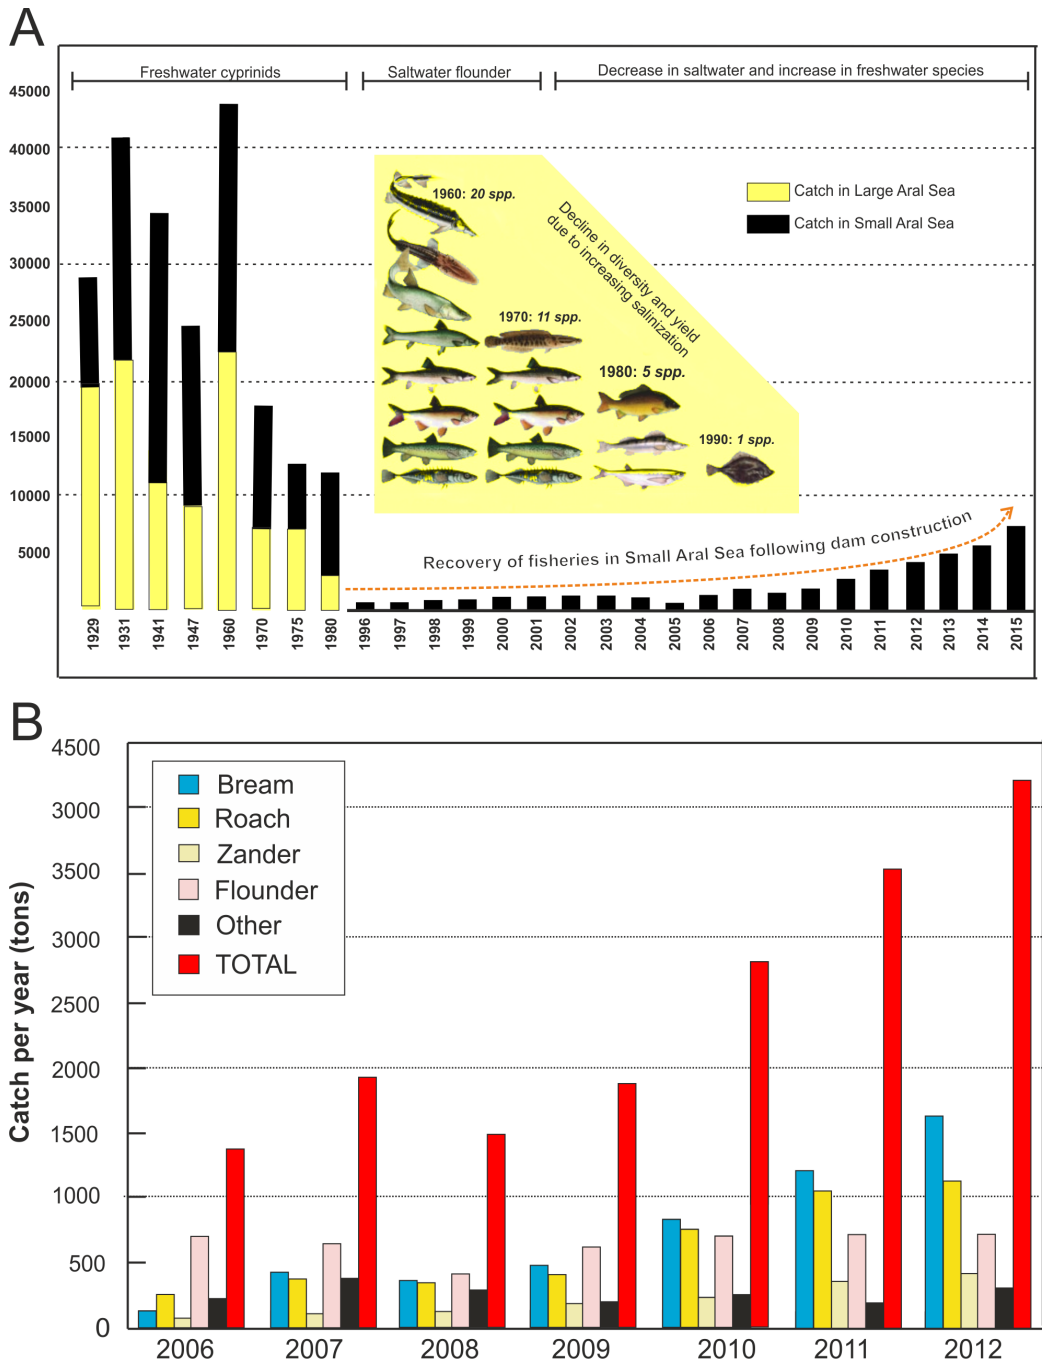 A
Freshwater cyprinids
Saltwater flounder
Decrease in saltwater and increase in freshwater species
45000
40000
35000
30000
25000
20000
15000
10000
5000
Catch in Large Aral Sea
Catch in Small Aral Sea
1960: 20 spp.
1970: 11 spp.
1980: 5 spp.
1990: 1 spp.
Decline in diversity and yield
due to increasing salinization
Recovery of fisheries in Small Aral Sea following dam construction
1929 1931 1941 1947 1960 1970 1975 1980 1996 1997 1998 1999 2000 2001 2002 2003 2004 2005 2006 2007 2008 2009 2010 2011 2012 2013 2014 2015
B
Catch per year (tons)
4500
3000
3500
3000
2500
2000
1500
1000
500
0
Bream
Roach
Zander
Flounder
Other
TOTAL
2006 2007 2008 2009 2010 2011 2012